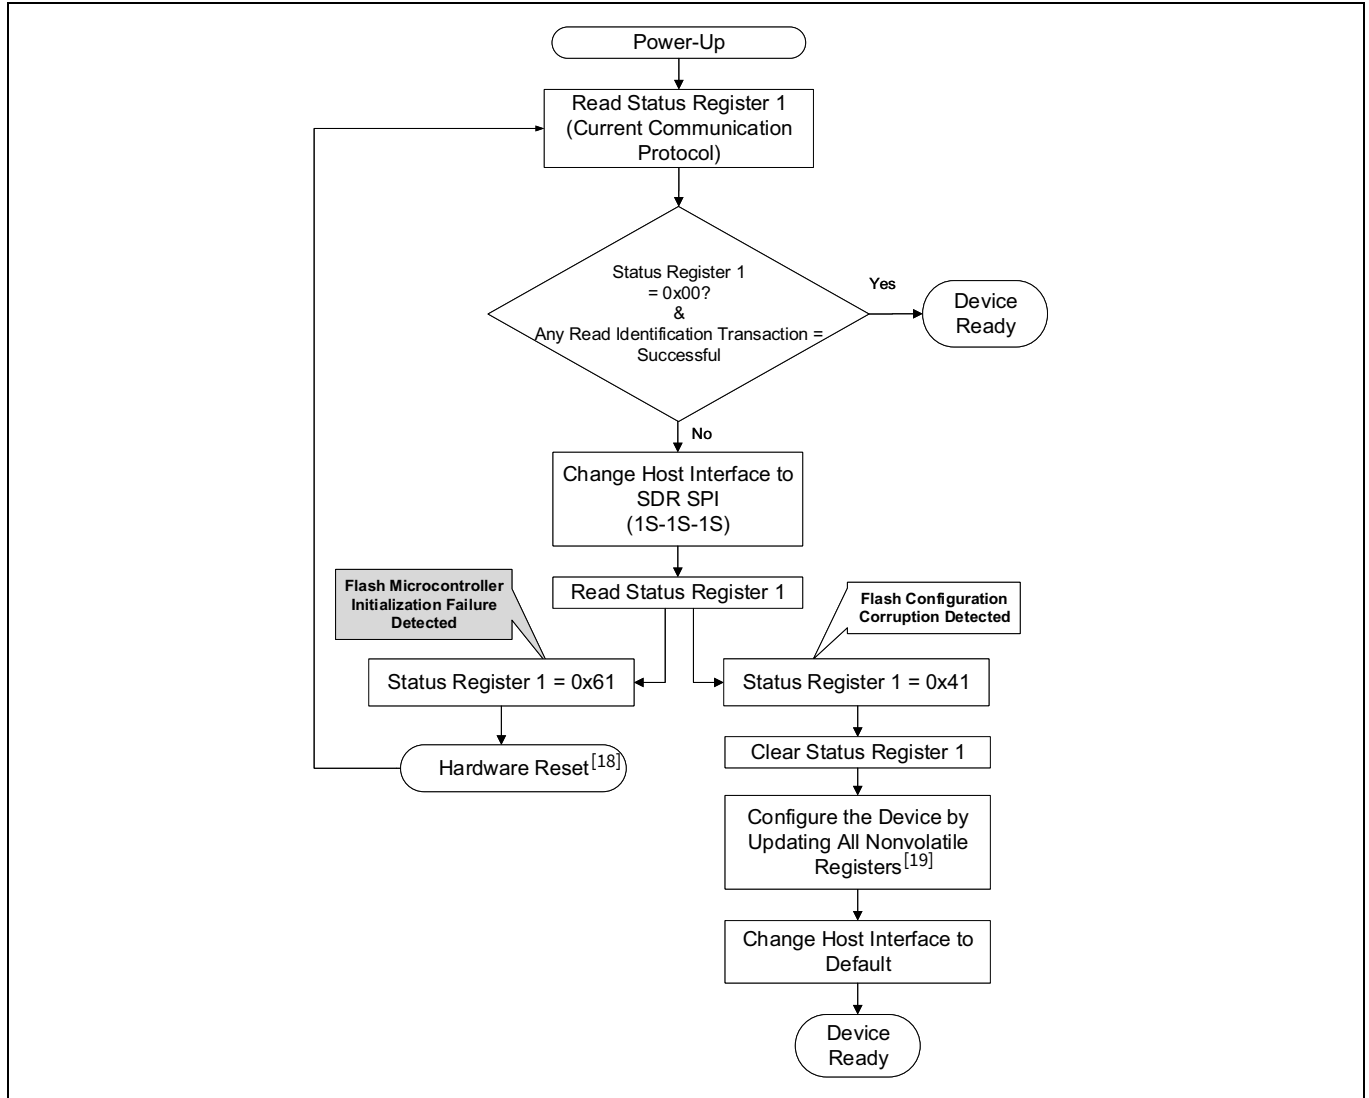 Power-Up
Read Status Register 1
(Current Communication
Protocol)
Status Register 1
= 0x00?
&
Any Read Identification Transaction =
Successful
Yes
Device
Ready
No
Change Host Interface to
SDR SPI
(1S-1S-1S)
Read Status Register 1
Flash Microcontroller
Initialization Failure
Detected
Flash Configuration
Corruption Detected
Status Register 1 = 0x61
Status Register 1 = 0x41
Hardware Reset[18]
Clear Status Register 1
Configure the Device by
Updating All Nonvolatile
Registers[19]
Change Host Interface to
Default
Device
Ready